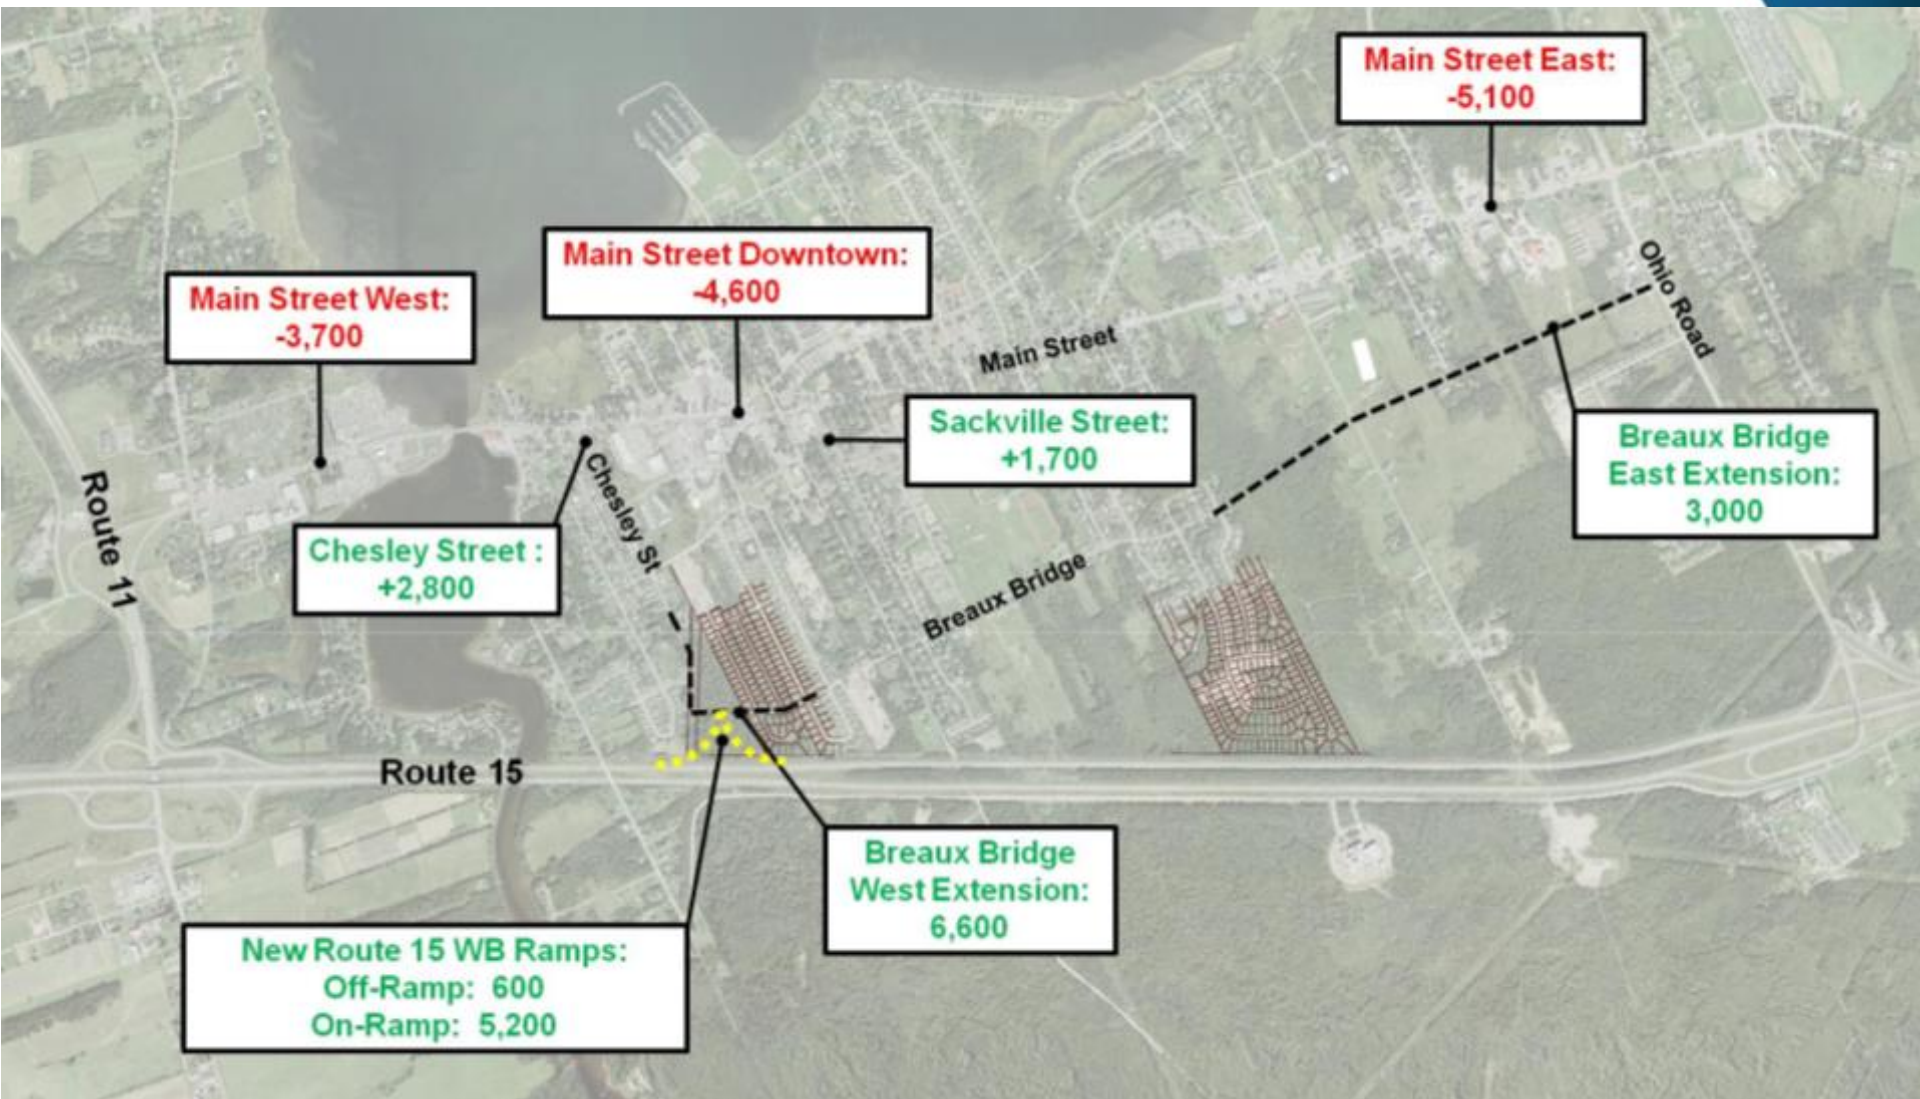 Main Street East:
-5,100
Main Street Downtown:
-4,600
Main Street West:
-3,700
Ohio Road
Main Street
Sackville Street:
+1,700
Breaux Bridge
East Extension:
3,000
Chesley St
Route 11
Chesley Street :
+2,800
Breaux Bridge
Route 15
Breaux Bridge
West Extension:
6,600
New Route 15 WB Ramps:
Off-Ramp: 600
On-Ramp: 5,200